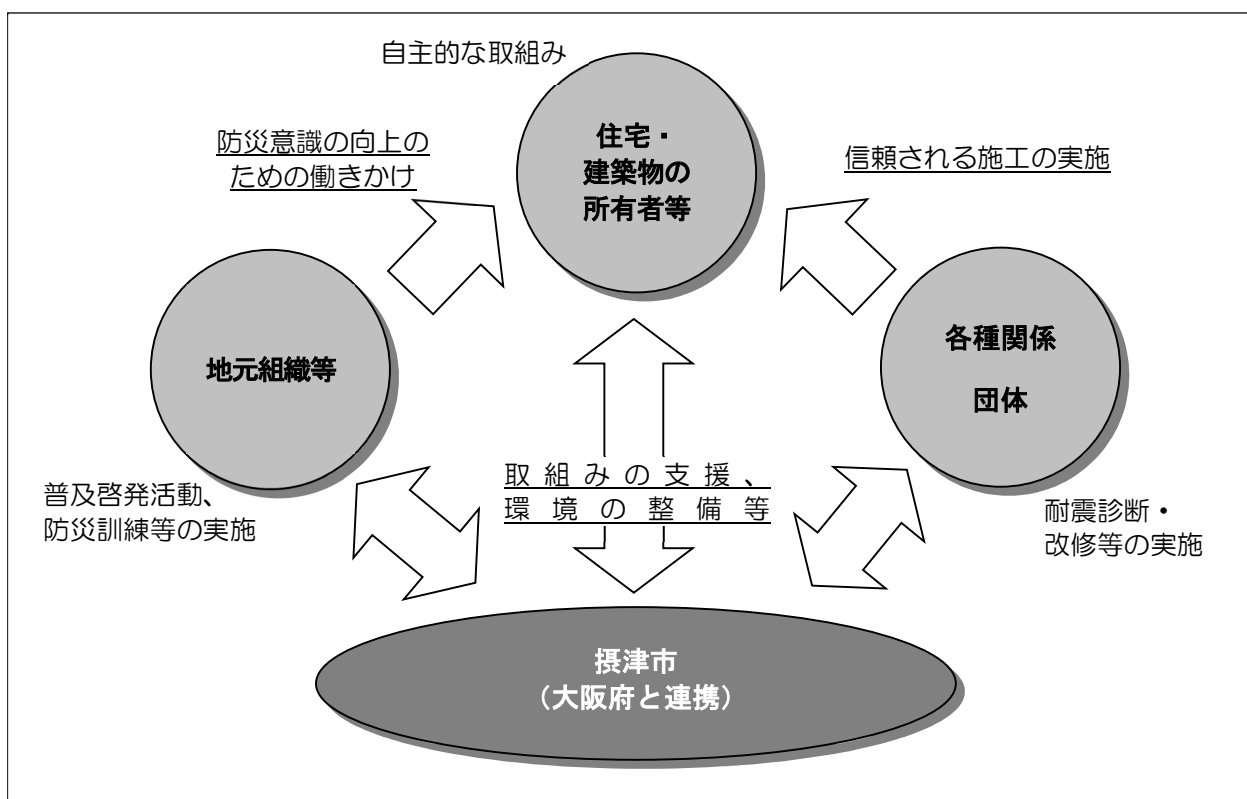 自主的な取組み
住宅・
建築物の
所有者等
防災意識の向上の
ための働きかけ
信頼される施工の実施
地元組織等
各種関係
団体
取組みの支援、
環境の整備等
普及啓発活動、
防災訓練等の実施
耐震診断・
改修等の実施
摂津市
（大阪府と連携）